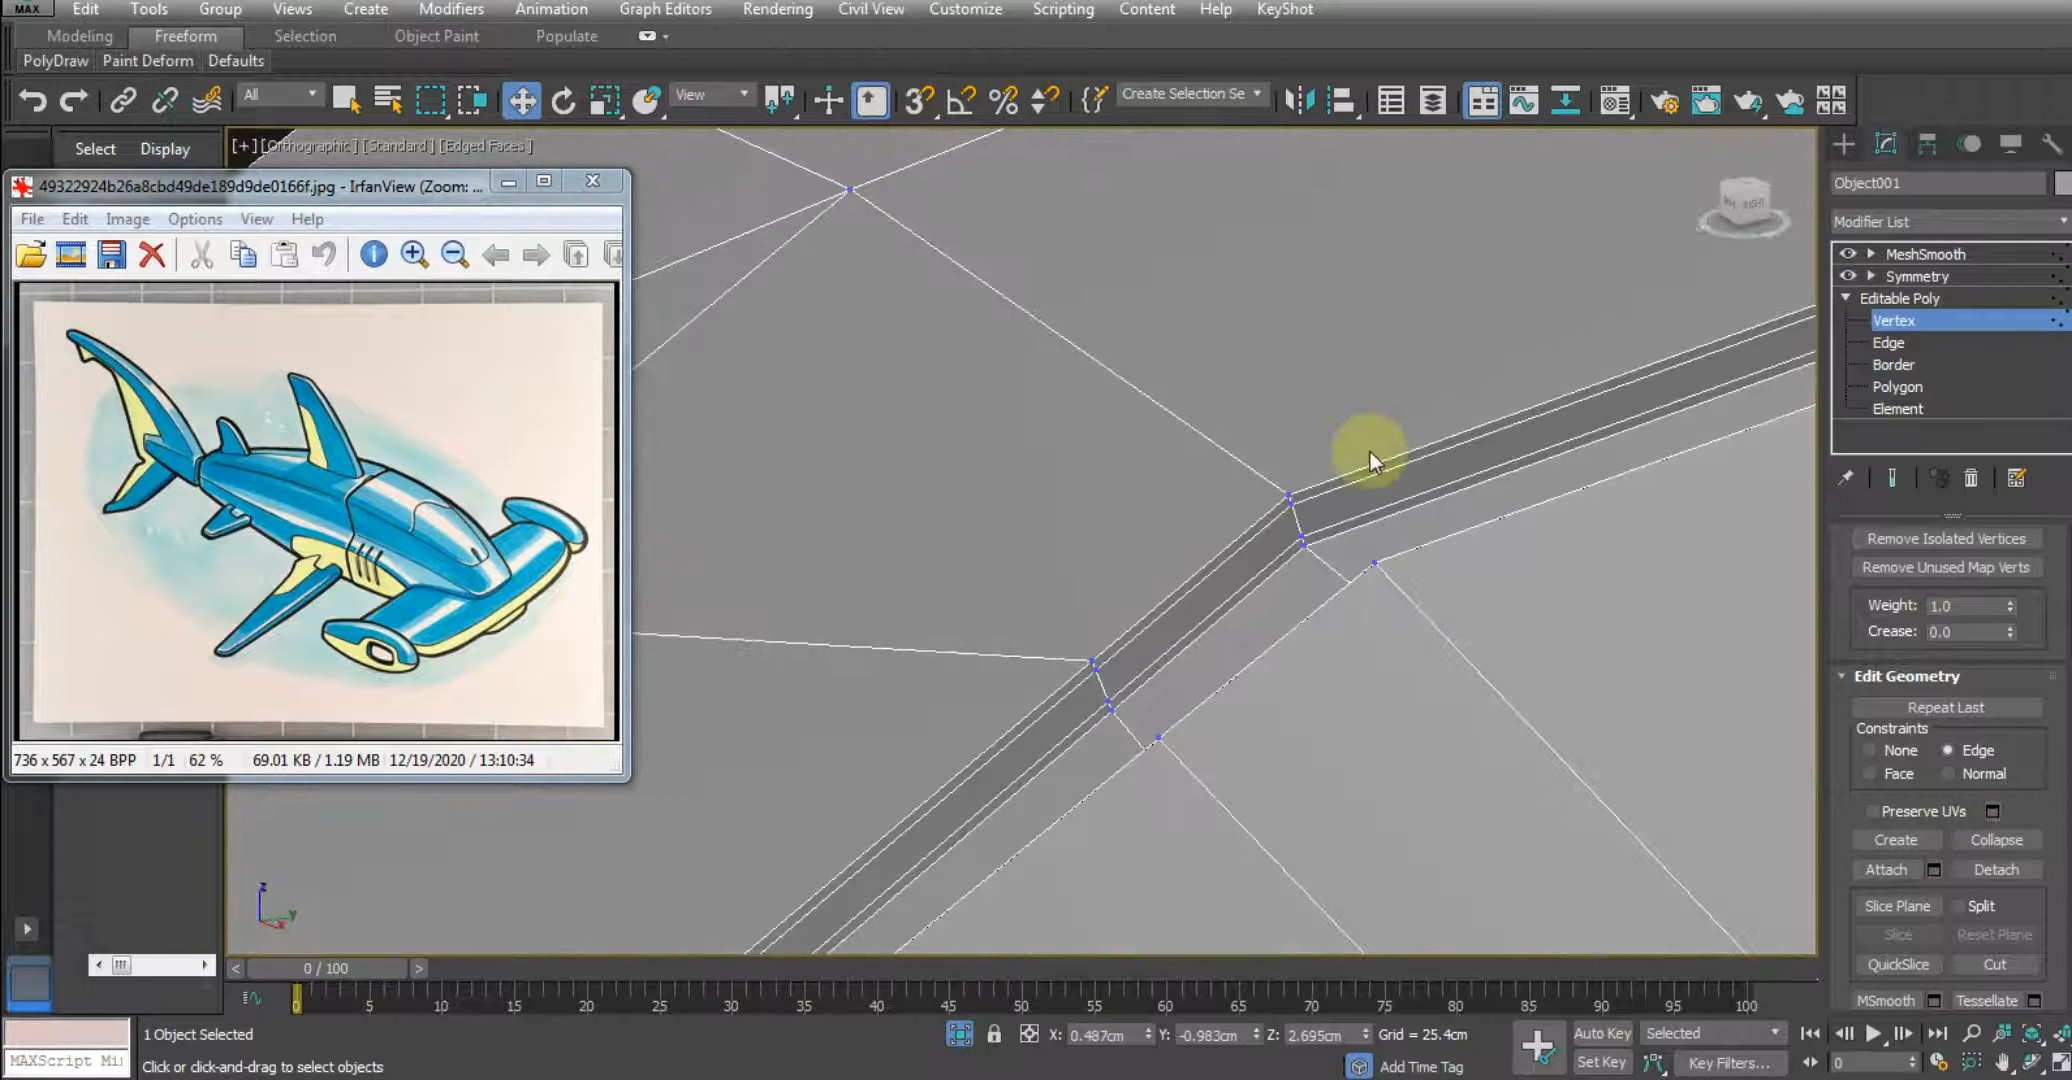 MAX Edit Tools Group Views Create Modifiers Animation Graph Editors Rendering Civil View Customize Scripting Content Help KeyShot
Modeling Freeform Selection Object Paint Populate
PolyDraw Paint Deform Defaults
All View Create Selection Se
Select Display [+] [Orthographic ] [Standard ] [Edged Faces ]
49322924b26a8cbd49de189d9de0166f.jpg - IrfanView (Zoom: ...
File Edit Image Options View Help
736 x 567 x 24 BPP 1/1 62 % 69.01 KB / 1.19 MB 12/19/2020 / 13:10:34
RIGHT
Object001
Modifier List
MeshSmooth
Symmetry
Editable Poly
Vertex
Edge
Border
Polygon
Element
Remove Isolated Vertices
Remove Unused Map Verts
Weight: 1.0
Crease: 0.0
Edit Geometry
Repeat Last
Constraints
None Edge
Face Normal
Preserve UVs
Create Collapse
Attach Detach
Slice Plane Split
Slice Reset Plane
QuickSlice Cut
MSmooth Tessellate
z
y
x
< 0 / 100 >
0 5 10 15 20 25 30 35 40 45 50 55 60 65 70 75 80 85 90 95 100
1 Object Selected X: 0.487cm Y: -0.983cm Z: 2.695cm Grid = 25.4cm Auto Key Selected
MAXScript Mi Click or click-and-drag to select objects Add Time Tag Set Key Key Filters... 0